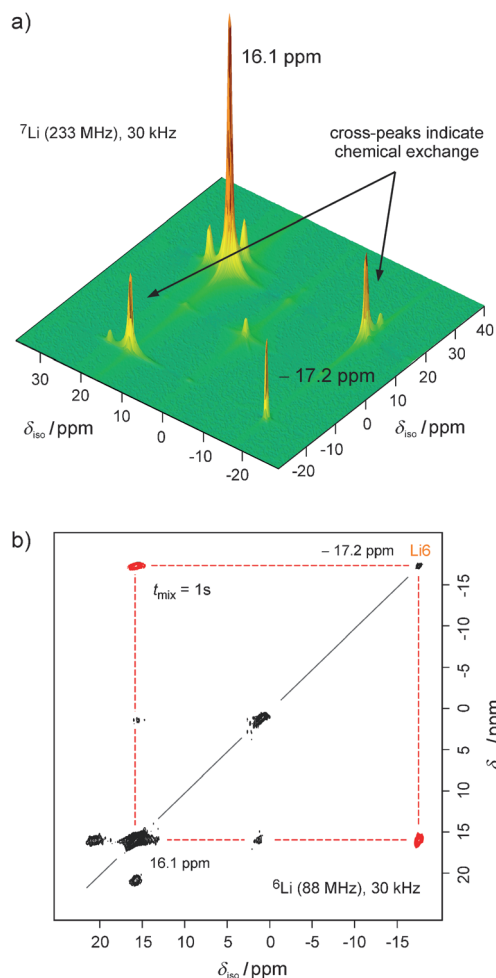 a)
16.1 ppm
⁷Li (233 MHz), 30 kHz
cross-peaks indicate
chemical exchange
− 17.2 ppm
30
20
10
0
-10
-20
δiso / ppm
40
30
20
10
0
-10
-20
δiso / ppm
b)
− 17.2 ppm Li6
tmix = 1s
-15
-10
-5
0
5
10
15
20
/ ppm
16.1 ppm
⁶Li (88 MHz), 30 kHz
20 15 10 5 0 -5 -10 -15
δiso / ppm